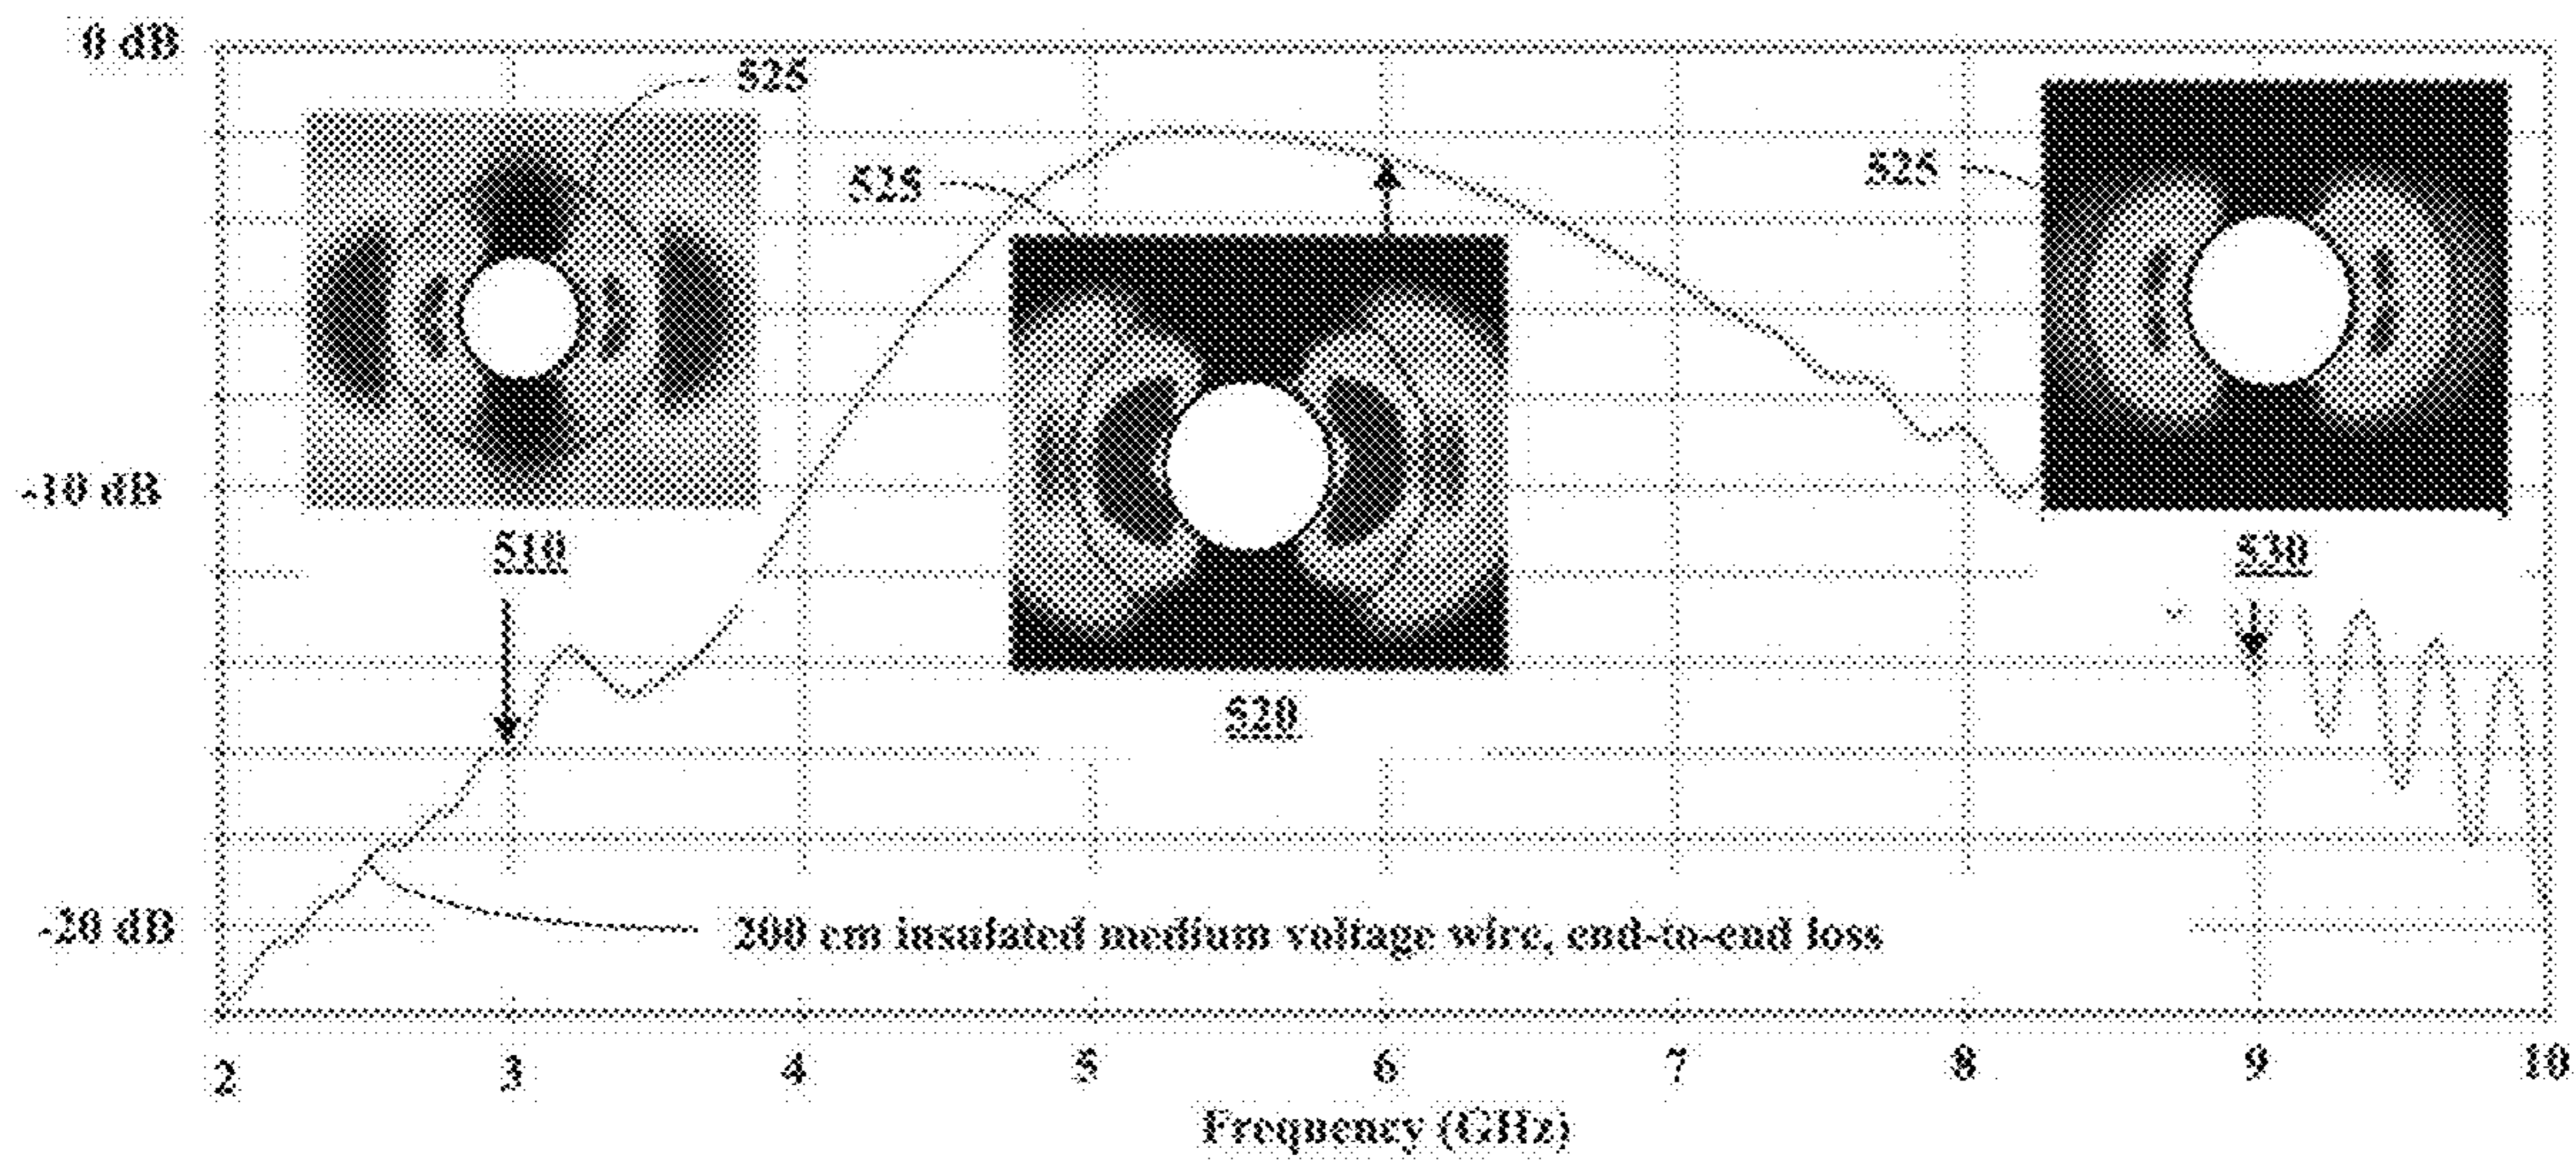 0 dB
525
525
525
-10 dB
510
530
520
-20 dB
200 cm insulated medium voltage wire, end-to-end loss
2 3 4 5 6 7 8 9 10
Frequency (GHz)